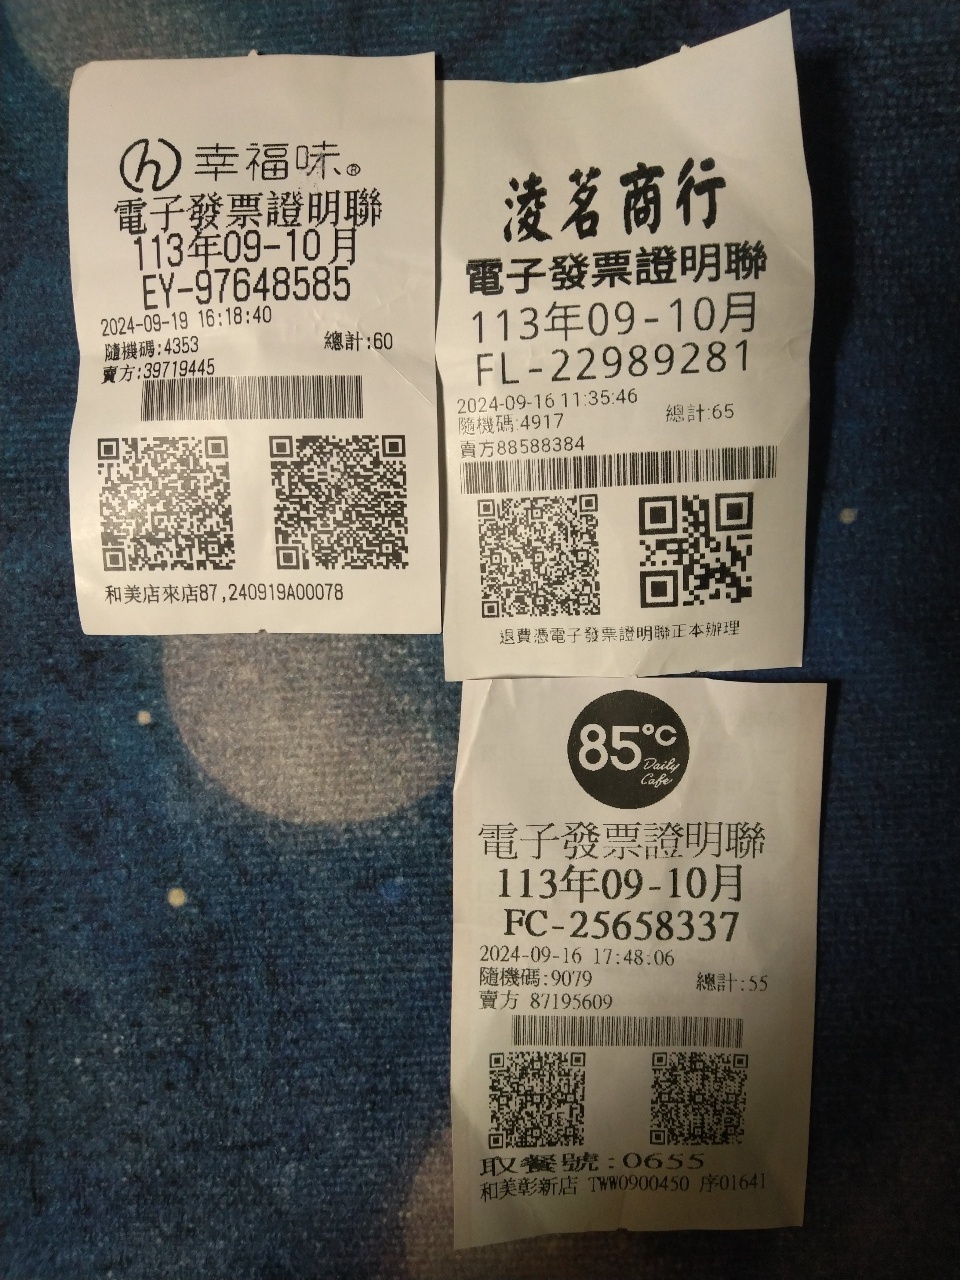 h 幸福味®
電子發票證明聯
113年09-10月
EY-97648585
2024-09-19 16:18:40
隨機碼:4353 總計:60
賣方:39719445
和美店來店87,240919A00078
淩茗商行
電子發票證明聯
113年09-10月
FL-22989281
2024-09-16 11:35:46
隨機碼:4917 總計:65
賣方88588384
退費憑電子發票證明聯正本辦理
85°C
Daily
Cafe
電子發票證明聯
113年09-10月
FC-25658337
2024-09-16 17:48:06
隨機碼:9079 總計:55
賣方 87195609
取餐號:0655
和美彰新店 TWW0900450 序01641